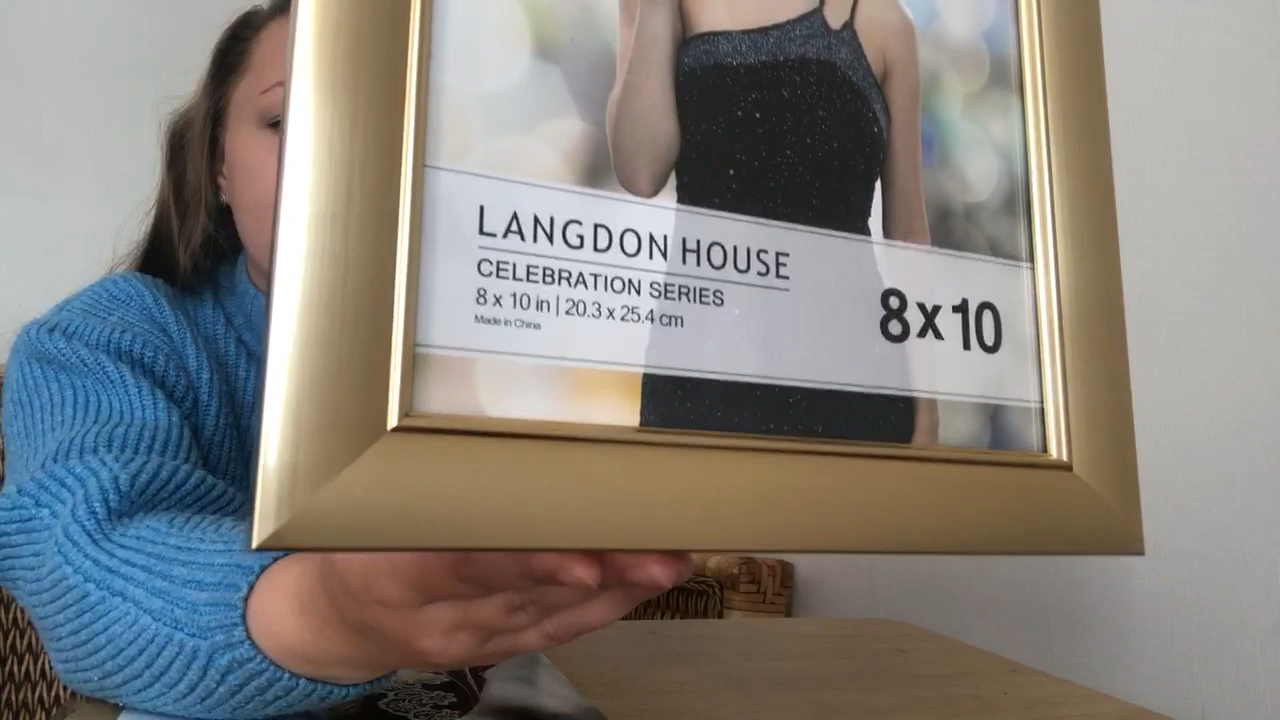 LANGDON HOUSE
CELEBRATION SERIES
8 x 10 in | 20.3 x 25.4 cm
Made in China
8x10